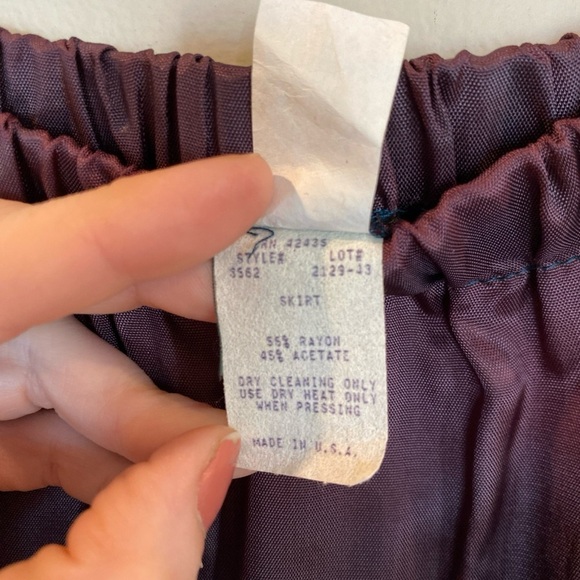 RN 42435
STYLE# LOT#
3562 2129-43
SKIRT
55% RAYON
45% ACETATE
DRY CLEANING ONLY
USE DRY HEAT ONLY
WHEN PRESSING
MADE IN U.S.A.